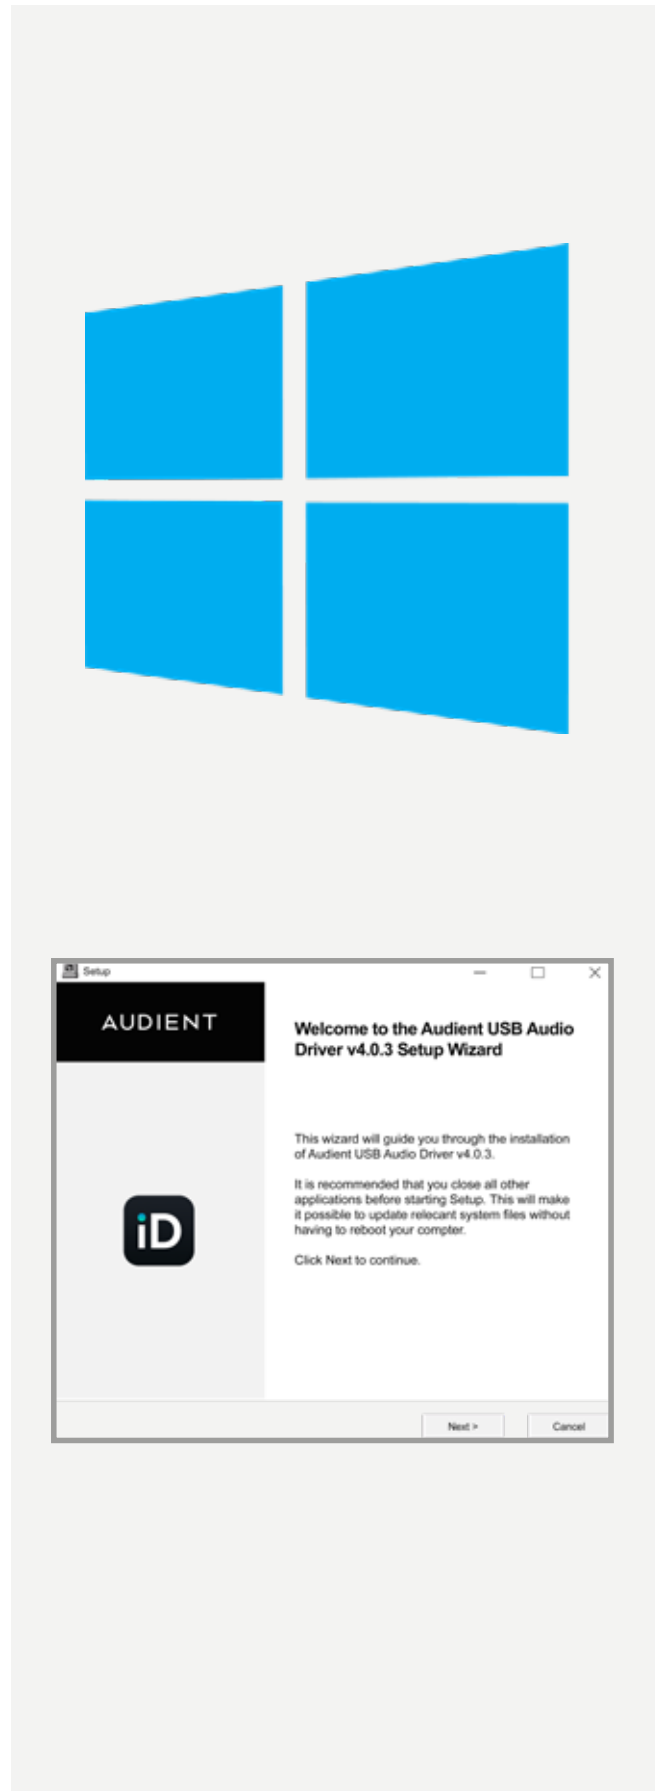 Setup
AUDIENT
Welcome to the Audient USB Audio
Driver v4.0.3 Setup Wizard
This wizard will guide you through the installation
of Audient USB Audio Driver v4.0.3.
It is recommended that you close all other
applications before starting Setup. This will make
it possible to update relecant system files without
having to reboot your compter.
Click Next to continue.
iD
Next >
Cancel